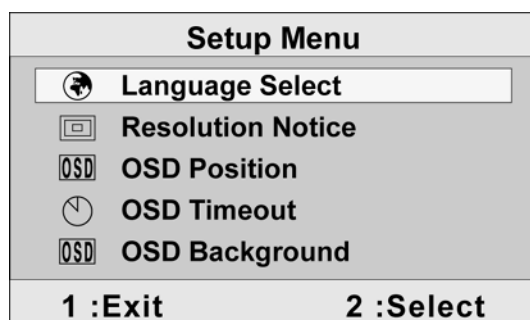 Setup Menu
Language Select
Resolution Notice
OSD OSD Position
OSD Timeout
OSD OSD Background
1 :Exit 2 :Select